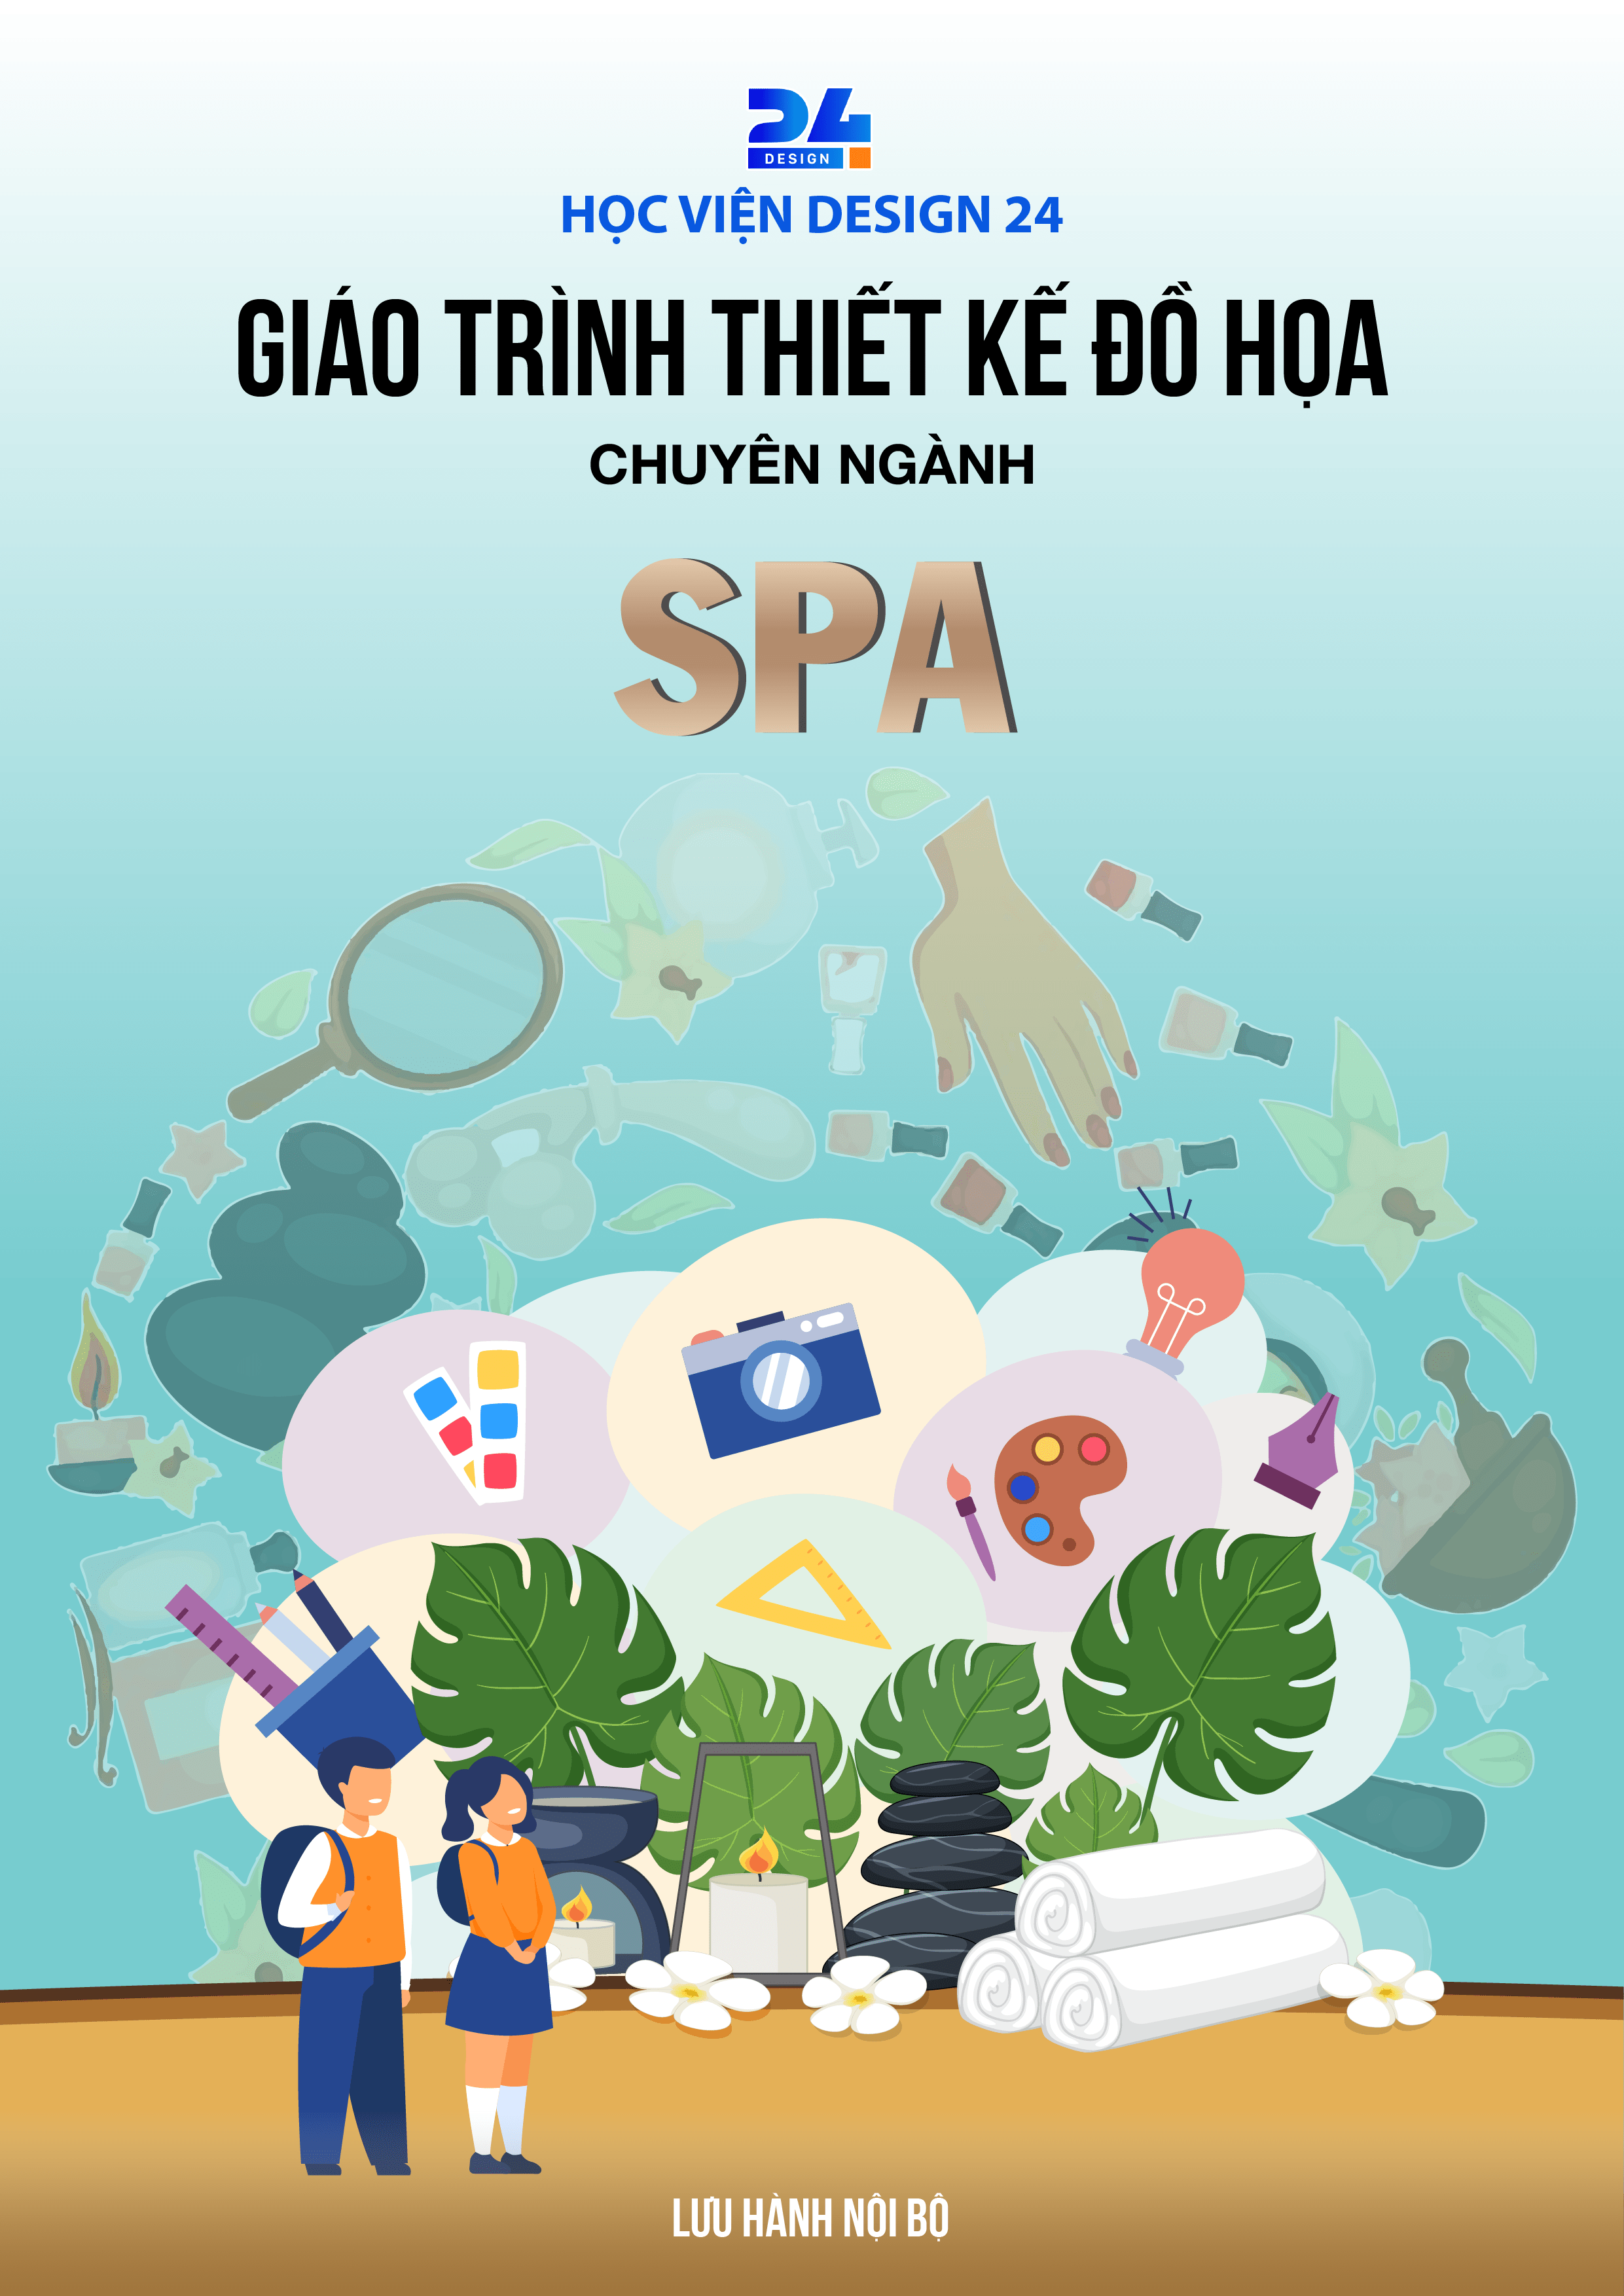 24
DESIGN
HỌC VIỆN DESIGN 24
GIÁO TRÌNH THIẾT KẾ ĐỒ HỌA
CHUYÊN NGÀNH
SPA
LƯU HÀNH NỘI BỘ